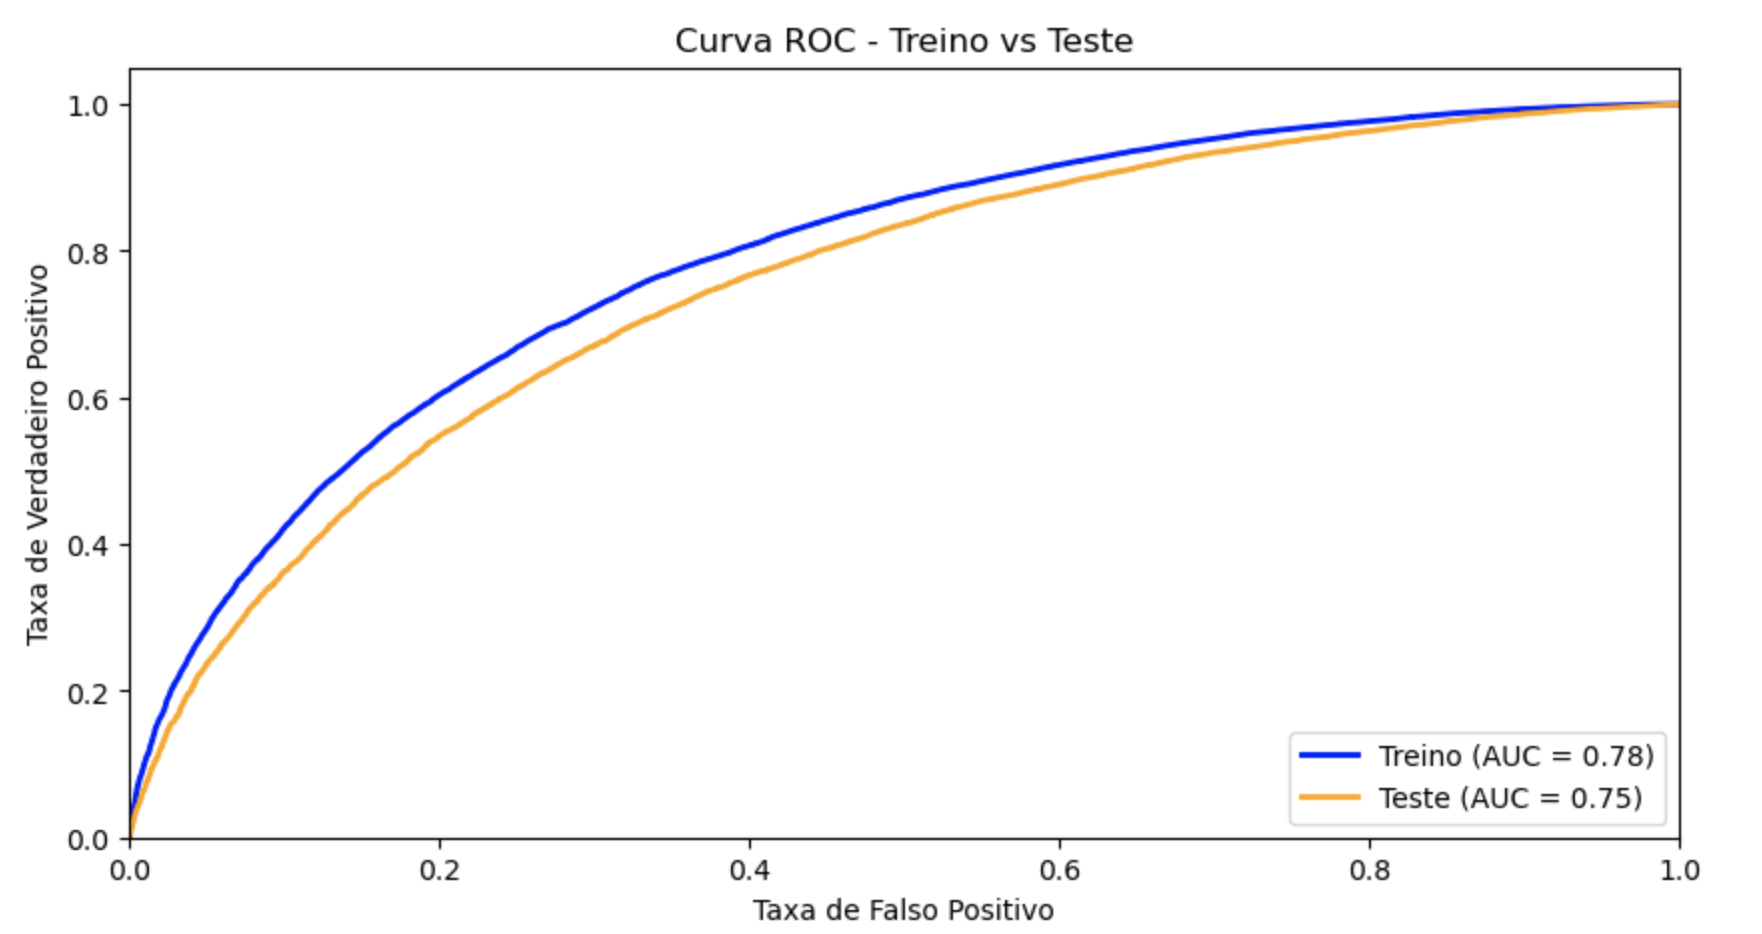 Curva ROC - Treino vs Teste
Taxa de Verdadeiro Positivo
1.0
0.8
0.6
0.4
0.2
0.0
0.0 0.2 0.4 0.6 0.8 1.0
Taxa de Falso Positivo
Treino (AUC = 0.78)
Teste (AUC = 0.75)